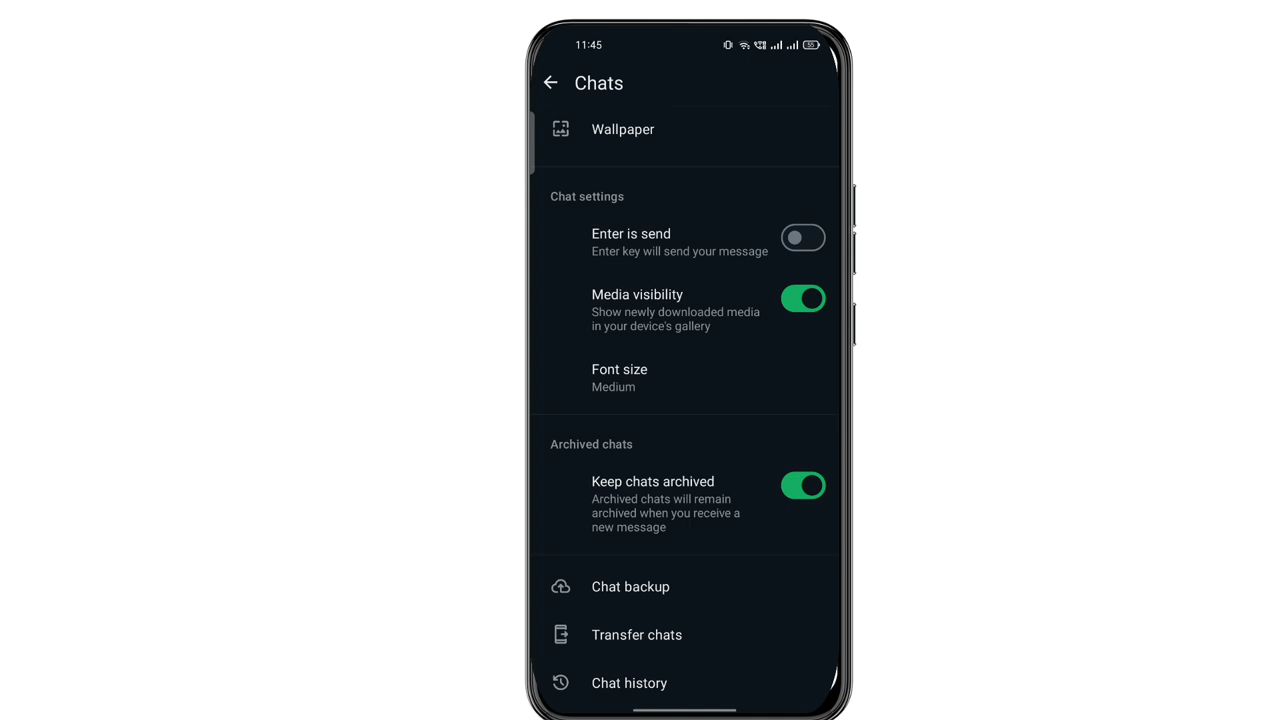 11:45
55
Chats
Wallpaper
Chat settings
Enter is send
Enter key will send your message
Media visibility
Show newly downloaded media
in your device's gallery
Font size
Medium
Archived chats
Keep chats archived
Archived chats will remain
archived when you receive a
new message
Chat backup
Transfer chats
Chat history